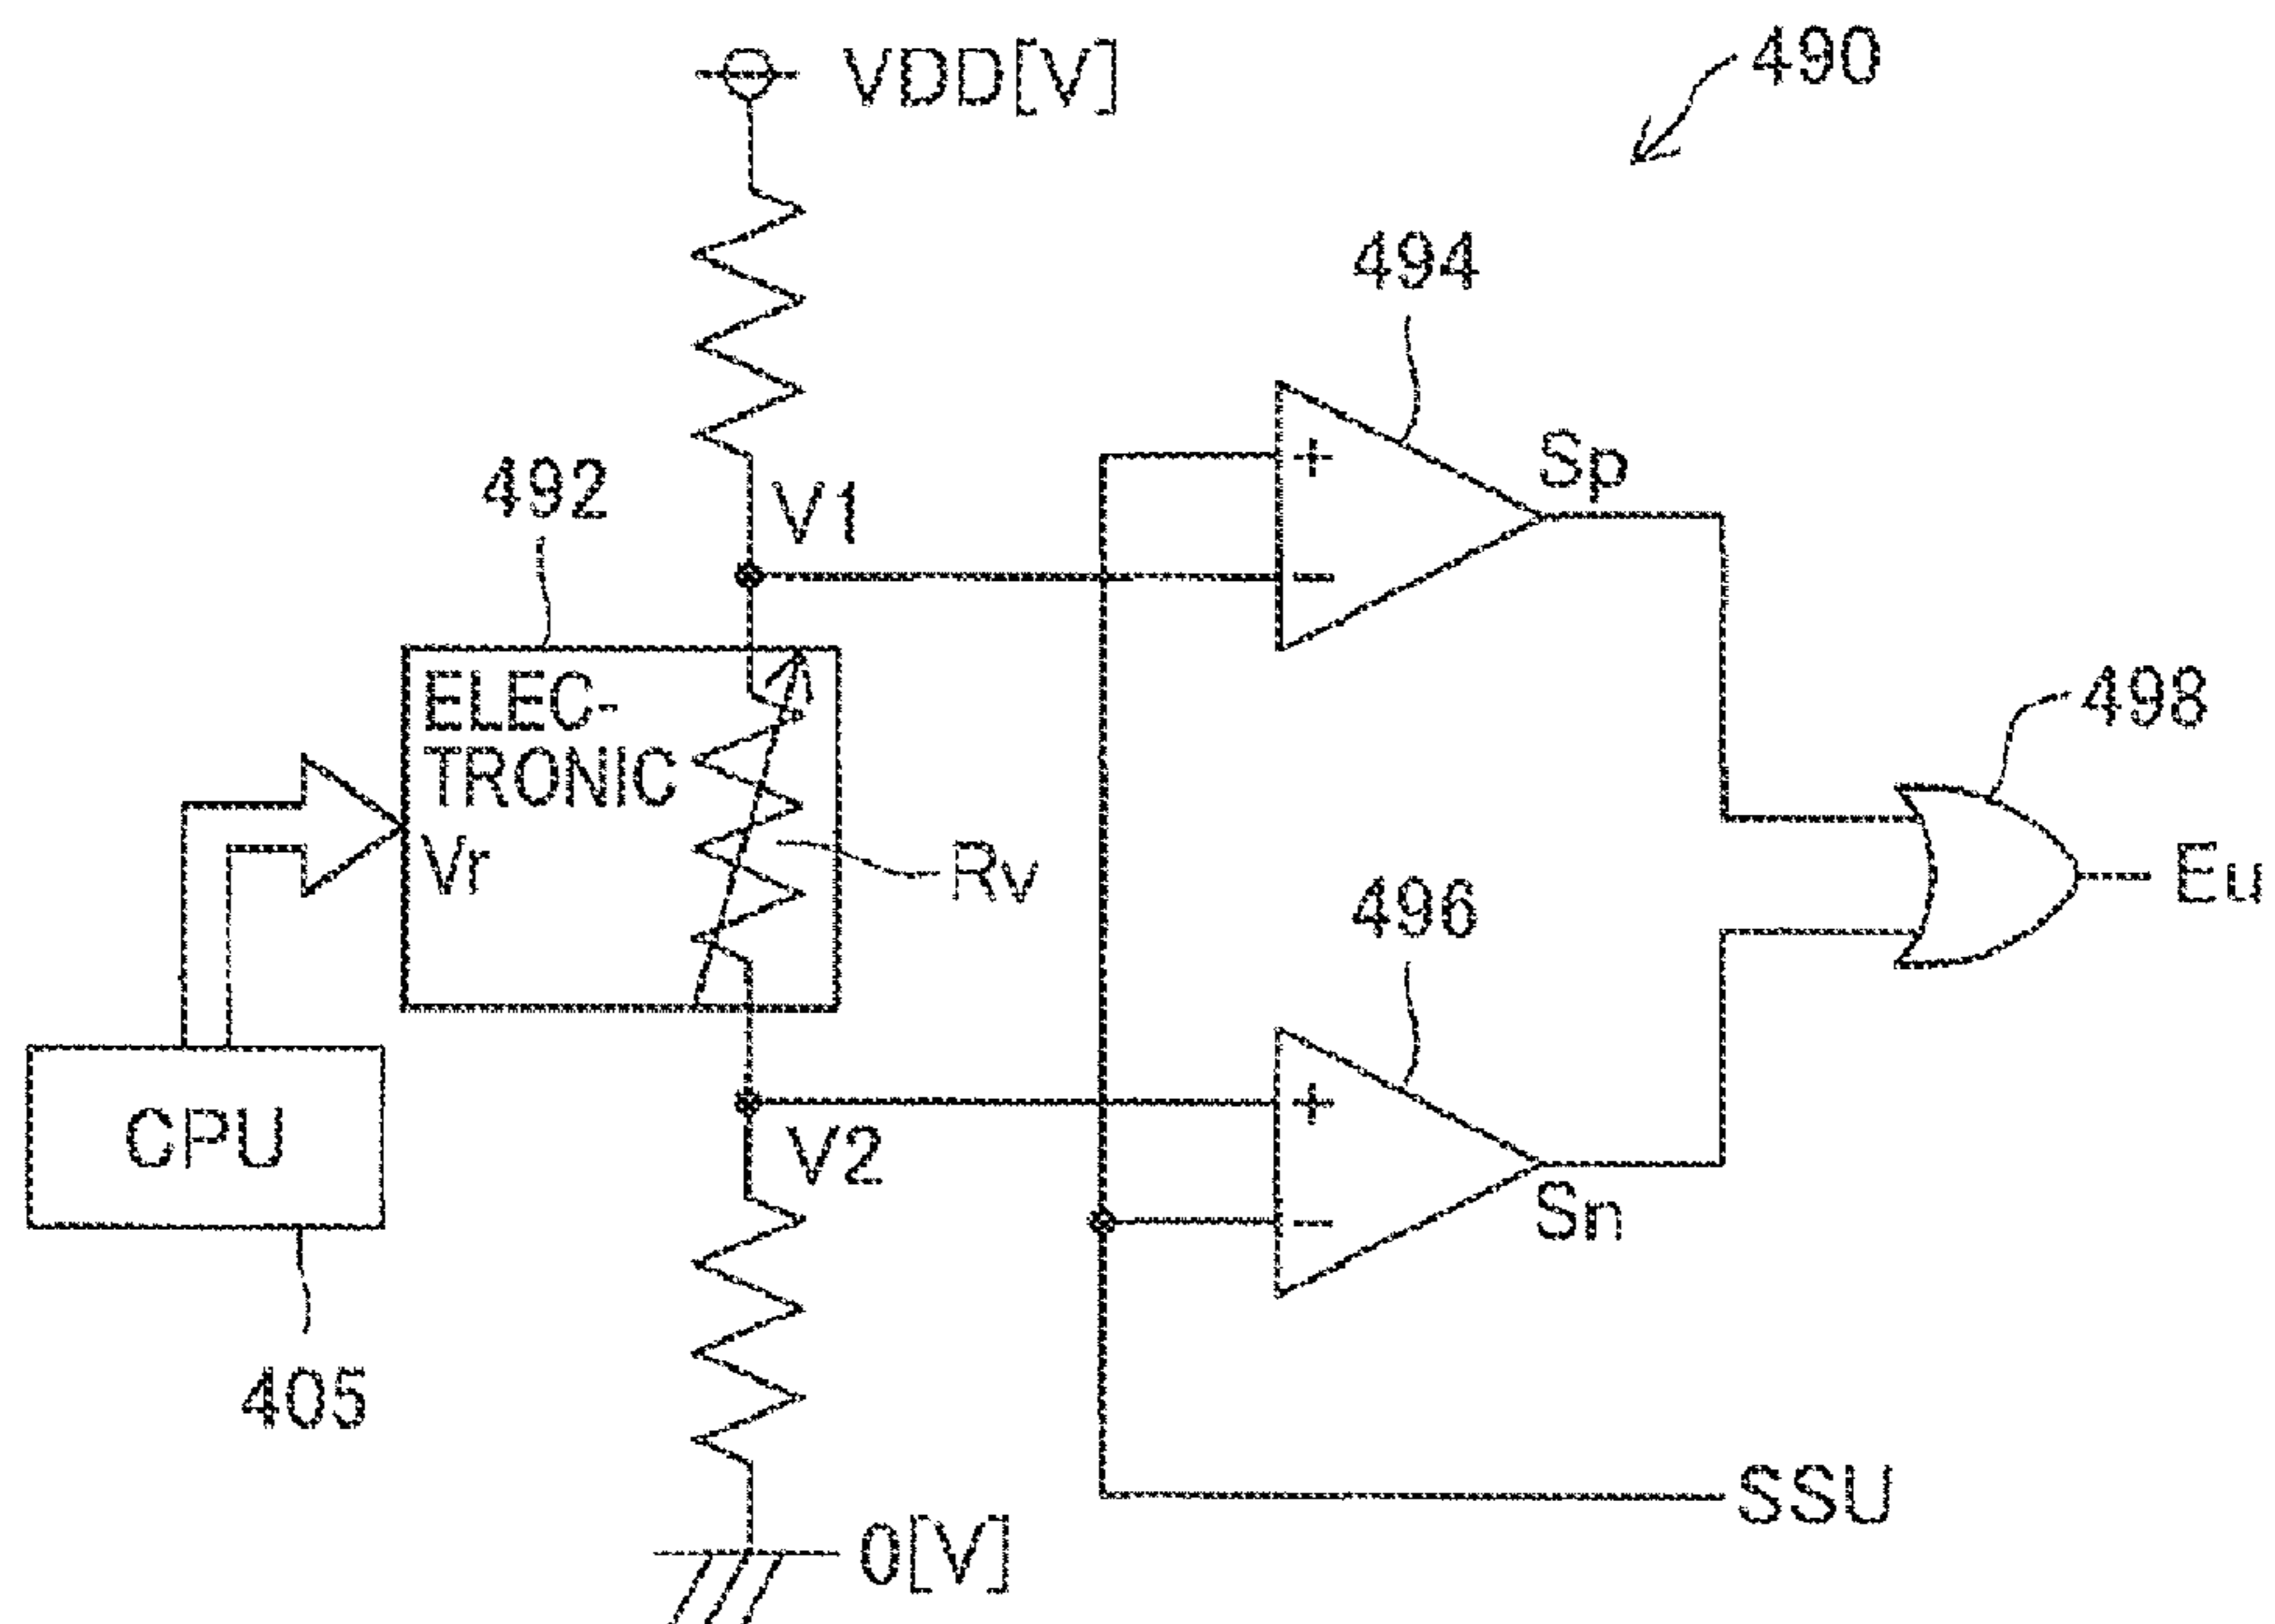 VDD[V]
490
494
Sp
492
V1
+
-
ELEC-
TRONIC
Vr
498
Rv
Eu
496
+
-
CPU
V2
Sn
405
SSU
0[V]